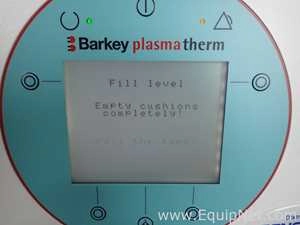 Barkey plasmatherm
Fill level
Empty cushions
completely!
www.EquipNet.com